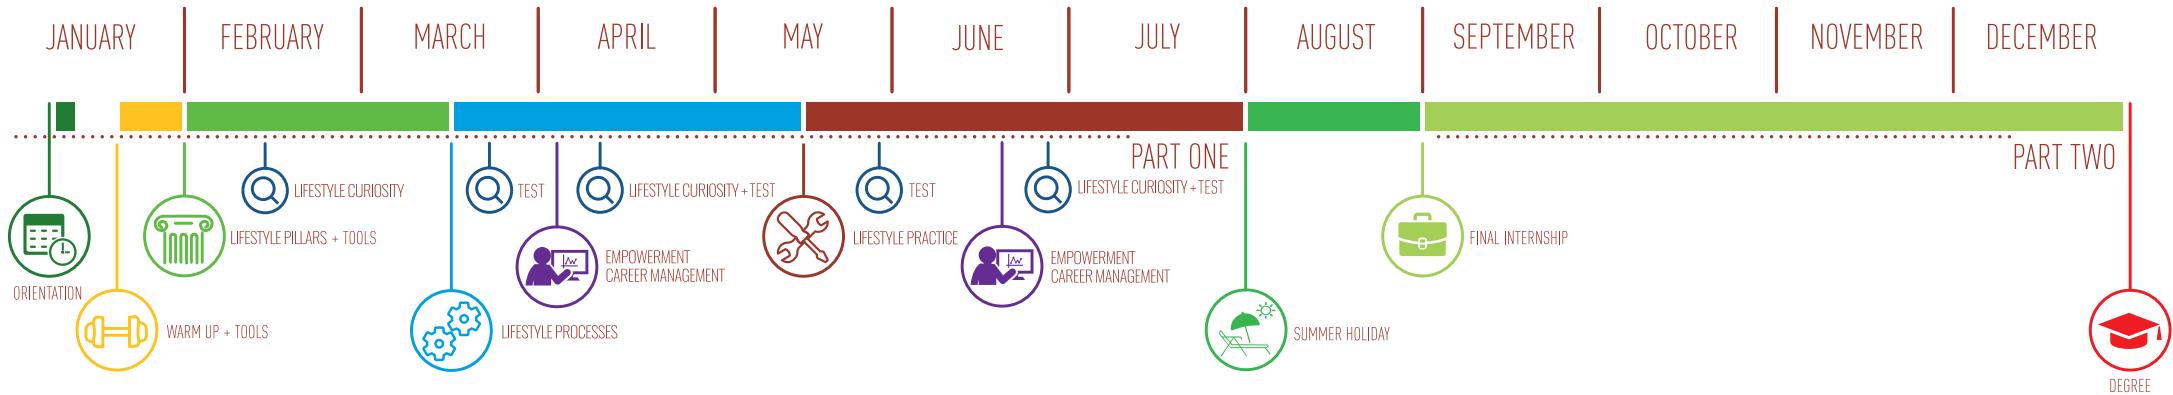 JANUARY
FEBRUARY
MARCH
APRIL
MAY
JUNE
JULY
AUGUST
SEPTEMBER
OCTOBER
NOVEMBER
DECEMBER
PART ONE
PART TWO
LIFESTYLE CURIOSITY
TEST
LIFESTYLE CURIOSITY + TEST
TEST
LIFESTYLE CURIOSITY + TEST
LIFESTYLE PILLARS + TOOLS
LIFESTYLE PRACTICE
FINAL INTERNSHIP
EMPOWERMENT
CAREER MANAGEMENT
EMPOWERMENT
CAREER MANAGEMENT
ORIENTATION
WARM UP + TOOLS
LIFESTYLE PROCESSES
SUMMER HOLIDAY
DEGREE